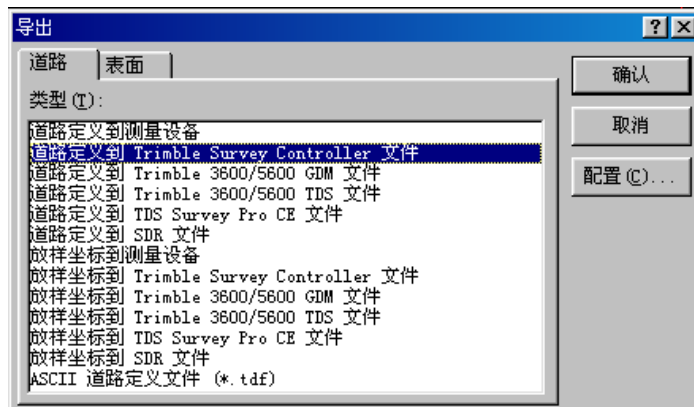 导出
道路 表面
类型(T):
道路定义到测量设备
道路定义到 Trimble Survey Controller 文件
道路定义到 Trimble 3600/5600 GDM 文件
道路定义到 Trimble 3600/5600 TDS 文件
道路定义到 TDS Survey Pro CE 文件
道路定义到 SDR 文件
放样坐标到测量设备
放样坐标到 Trimble Survey Controller 文件
放样坐标到 Trimble 3600/5600 GDM 文件
放样坐标到 Trimble 3600/5600 TDS 文件
放样坐标到 TDS Survey Pro CE 文件
放样坐标到 SDR 文件
ASCII 道路定义文件 (*.tdf)
确认
取消
配置(C)...